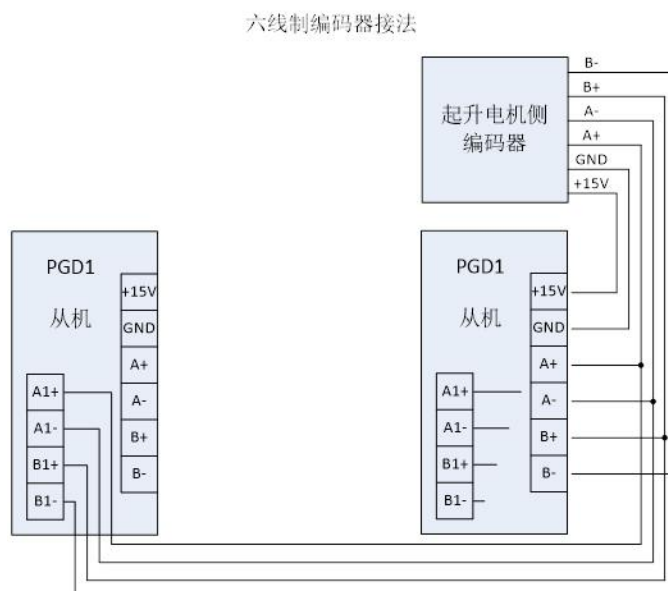 六线制编码器接法
起升电机侧
编码器
B-
B+
A-
A+
GND
+15V
PGD1
从机
+15V
GND
A+
A-
B+
B-
A1+
A1-
B1+
B1-
PGD1
从机
+15V
GND
A+
A-
B+
B-
A1+
A1-
B1+
B1-